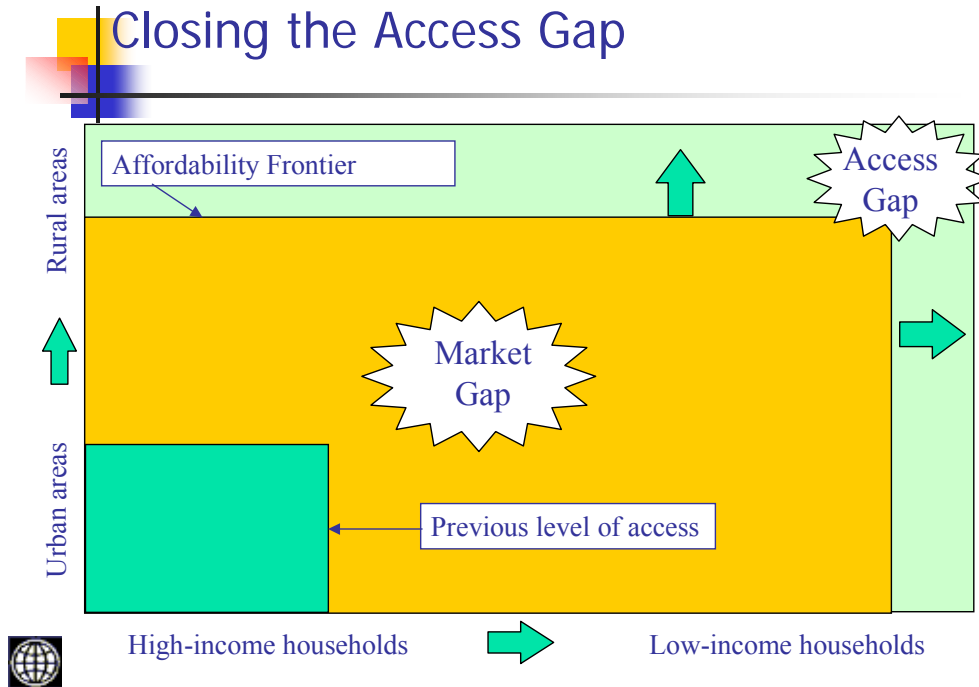 Closing the Access Gap
Affordability Frontier
Access
Gap
Rural areas
Market
Gap
Urban areas
Previous level of access
High-income households
Low-income households